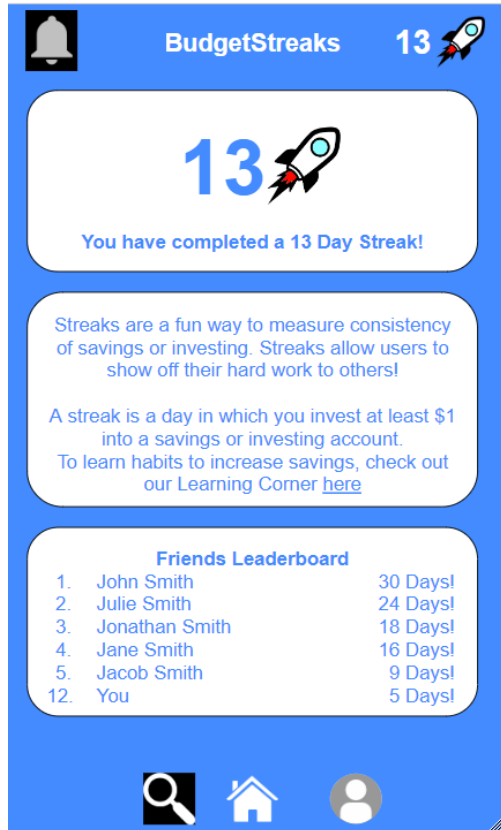 BudgetStreaks 13
13
You have completed a 13 Day Streak!
Streaks are a fun way to measure consistency
of savings or investing. Streaks allow users to
show off their hard work to others!
A streak is a day in which you invest at least $1
into a savings or investing account.
To learn habits to increase savings, check out
our Learning Corner here
Friends Leaderboard
1. John Smith 30 Days!
2. Julie Smith 24 Days!
3. Jonathan Smith 18 Days!
4. Jane Smith 16 Days!
5. Jacob Smith 9 Days!
12. You 5 Days!